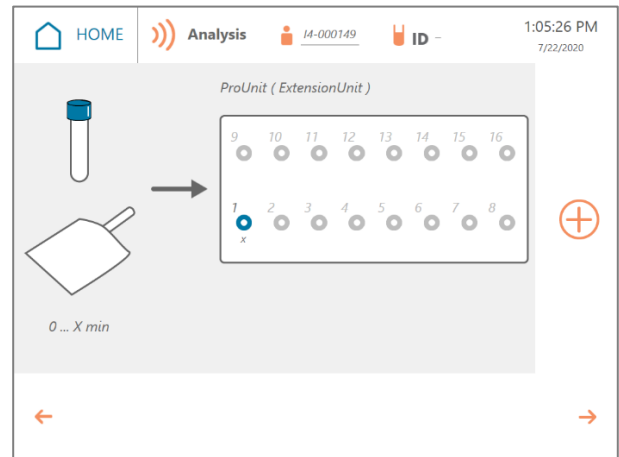 HOME
Analysis
I4-000149
ID –
1:05:26 PM
7/22/2020
ProUnit ( ExtensionUnit )
9 10 11 12 13 14 15 16
1 2 3 4 5 6 7 8
x
0 ... X min